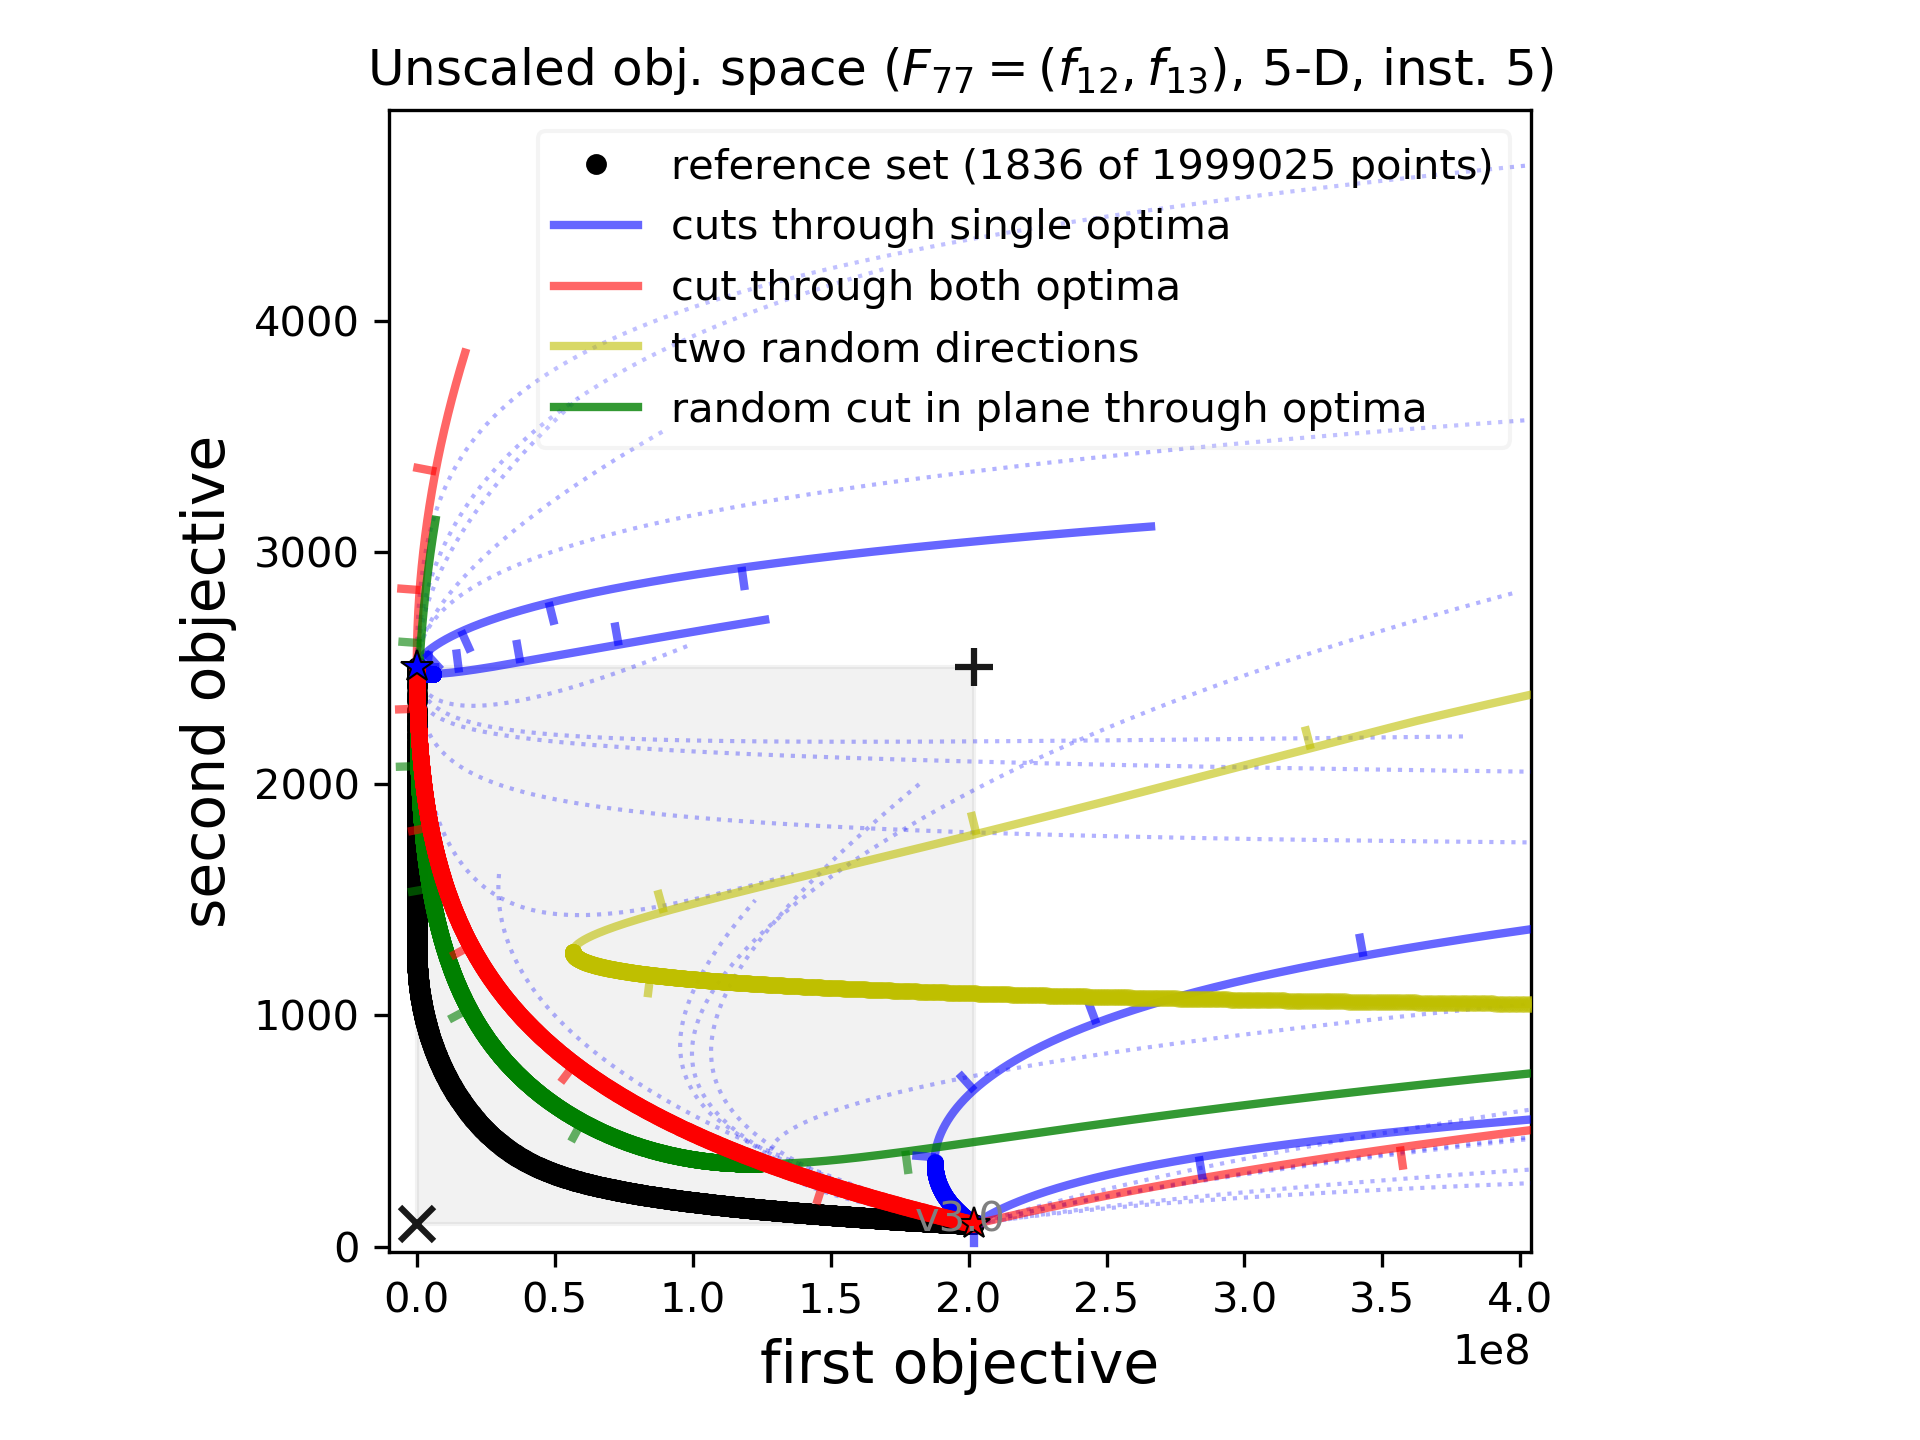 Unscaled obj. space (F77 = (f12, f13), 5-D, inst. 5)
reference set (1836 of 1999025 points)
cuts through single optima
cut through both optima
two random directions
random cut in plane through optima
second objective
4000
3000
2000
1000
0
v3.0
0.0 0.5 1.0 1.5 2.0 2.5 3.0 3.5 4.0
1e8
first objective